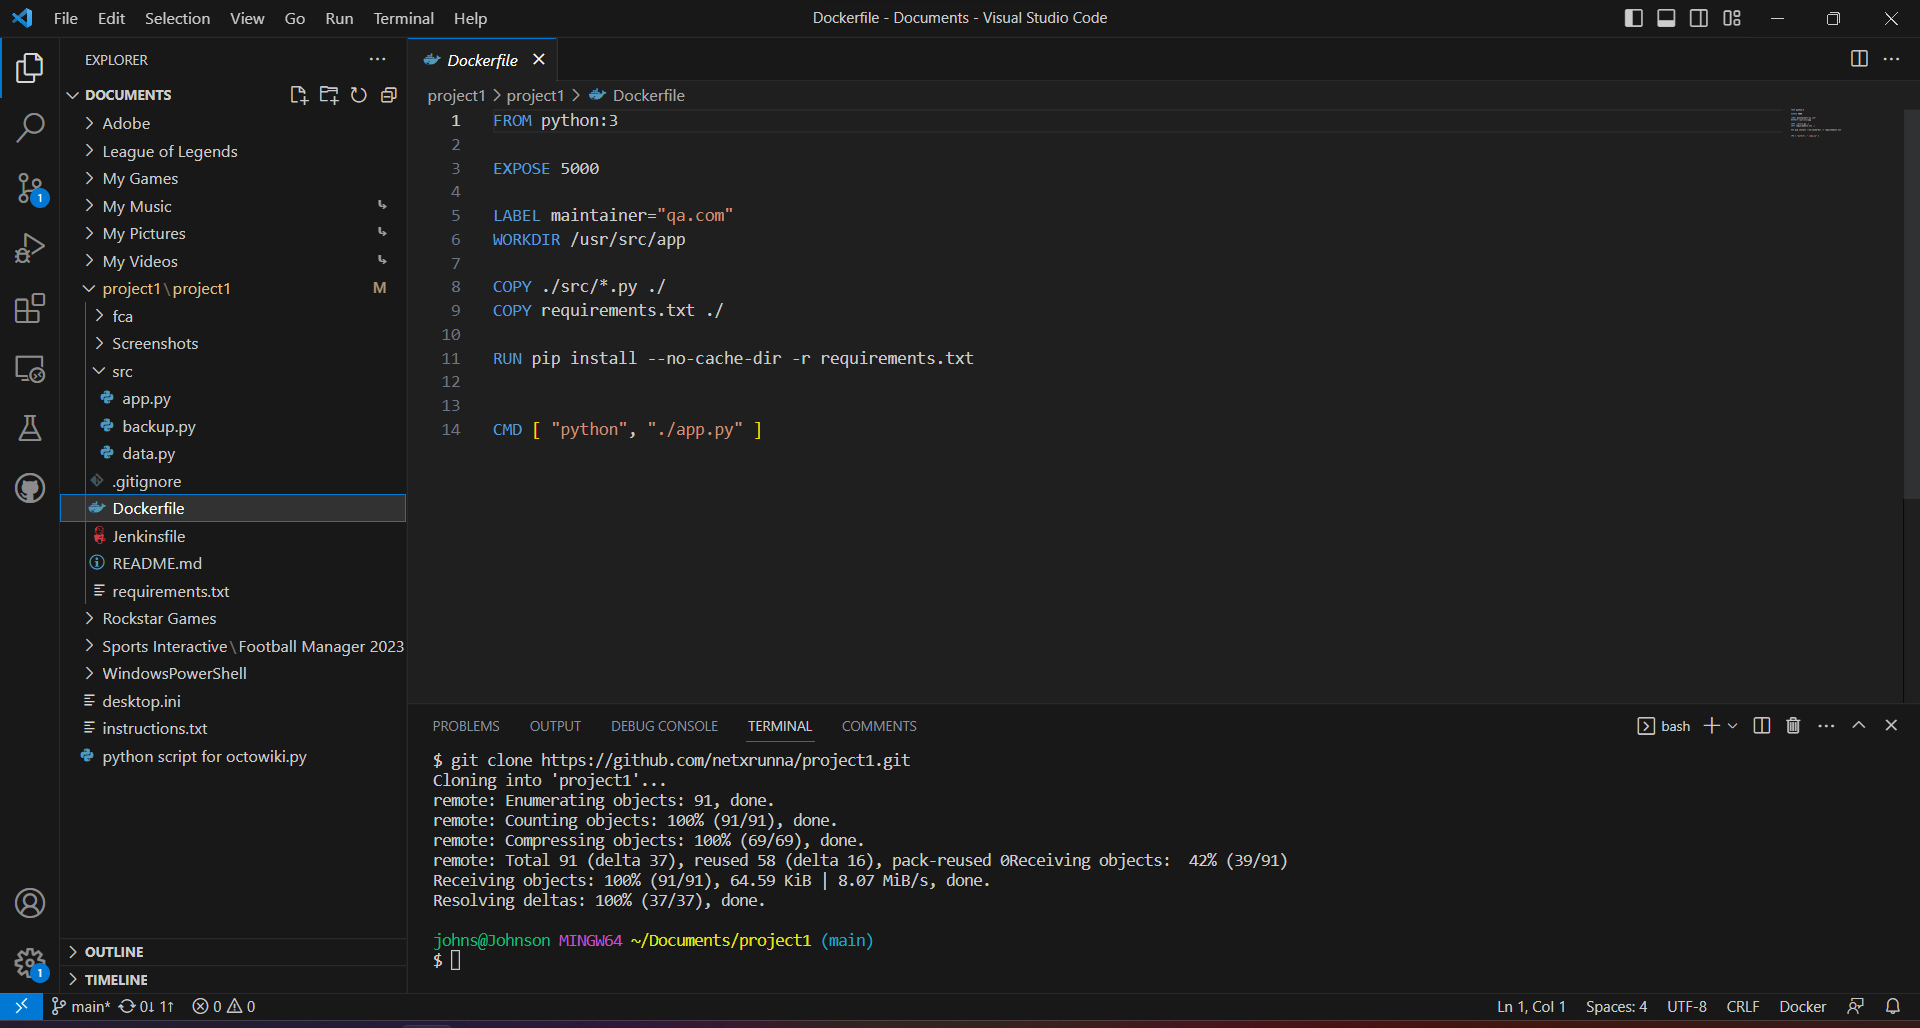 File Edit Selection View Go Run Terminal Help
Dockerfile - Documents - Visual Studio Code
EXPLORER
DOCUMENTS
Adobe
League of Legends
My Games
My Music
My Pictures
My Videos
project1\project1 M
fca
Screenshots
src
app.py
backup.py
data.py
.gitignore
Dockerfile
Jenkinsfile
README.md
requirements.txt
Rockstar Games
Sports Interactive\Football Manager 2023
WindowsPowerShell
desktop.ini
instructions.txt
python script for octowiki.py
OUTLINE
TIMELINE
1
1
Dockerfile
project1 > project1 > Dockerfile
1 FROM python:3
2
3 EXPOSE 5000
4
5 LABEL maintainer="qa.com"
6 WORKDIR /usr/src/app
7
8 COPY ./src/*.py ./
9 COPY requirements.txt ./
10
11 RUN pip install --no-cache-dir -r requirements.txt
12
13
14 CMD [ "python", "./app.py" ]
PROBLEMS OUTPUT DEBUG CONSOLE TERMINAL COMMENTS
bash
$ git clone https://github.com/netxrunna/project1.git
Cloning into 'project1'...
remote: Enumerating objects: 91, done.
remote: Counting objects: 100% (91/91), done.
remote: Compressing objects: 100% (69/69), done.
remote: Total 91 (delta 37), reused 58 (delta 16), pack-reused 0Receiving objects:  42% (39/91)
Receiving objects: 100% (91/91), 64.59 KiB | 8.07 MiB/s, done.
Resolving deltas: 100% (37/37), done.
johns@Johnson MINGW64 ~/Documents/project1 (main)
$
main* 0↓ 1↑ 0 0
Ln 1, Col 1 Spaces: 4 UTF-8 CRLF Docker